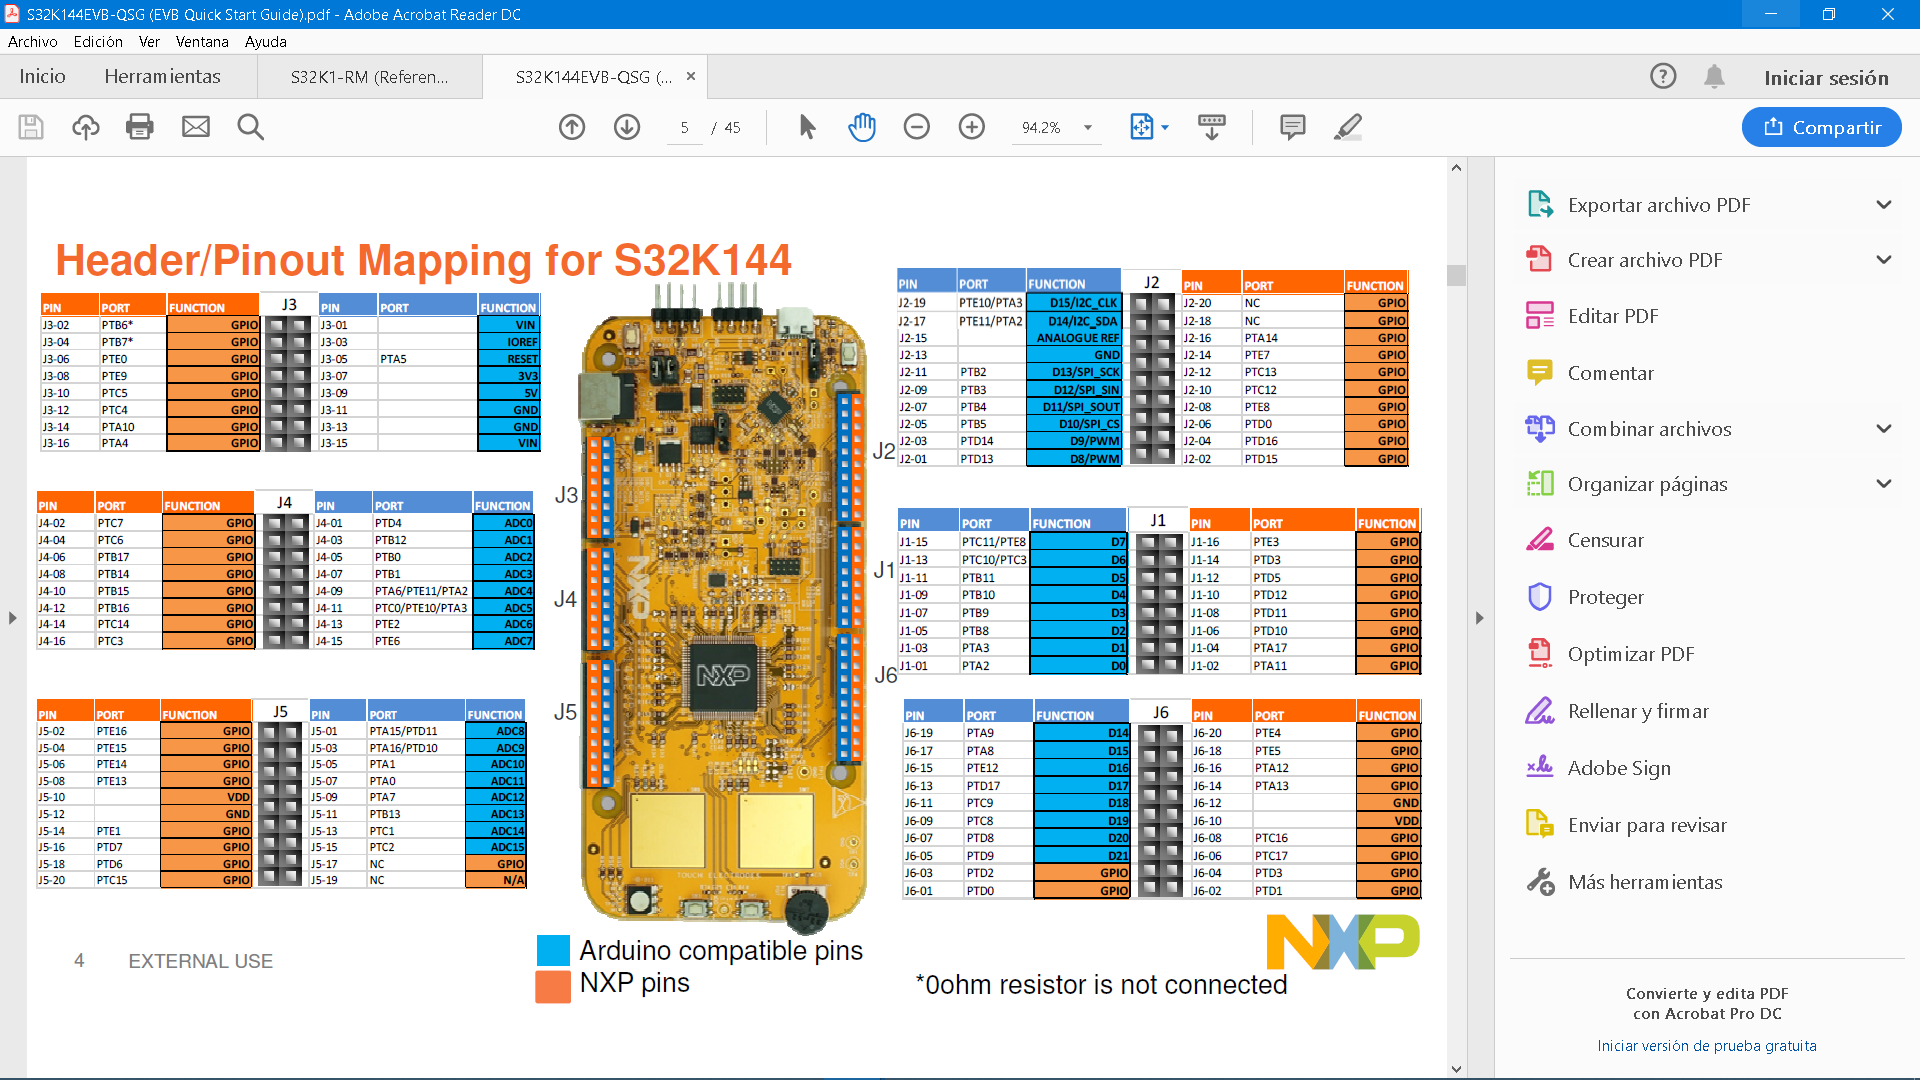 S32K144EVB-QSG (EVB Quick Start Guide).pdf - Adobe Acrobat Reader DC
Archivo Edición Ver Ventana Ayuda
Inicio Herramientas S32K1-RM (Referen... S32K144EVB-QSG (...
Iniciar sesión
5 / 45 94.2%
Compartir
Header/Pinout Mapping for S32K144
PIN PORT FUNCTION J3 PIN PORT FUNCTION
J3-02 PTB6* GPIO J3-01 VIN
J3-04 PTB7* GPIO J3-03 IOREF
J3-06 PTE0 GPIO J3-05 PTA5 RESET
J3-08 PTE9 GPIO J3-07 3V3
J3-10 PTC5 GPIO J3-09 5V
J3-12 PTC4 GPIO J3-11 GND
J3-14 PTA10 GPIO J3-13 GND
J3-16 PTA4 GPIO J3-15 VIN
PIN PORT FUNCTION J4 PIN PORT FUNCTION
J4-02 PTC7 GPIO J4-01 PTD4 ADC0
J4-04 PTC6 GPIO J4-03 PTB12 ADC1
J4-06 PTB17 GPIO J4-05 PTB0 ADC2
J4-08 PTB14 GPIO J4-07 PTB1 ADC3
J4-10 PTB15 GPIO J4-09 PTA6/PTE11/PTA2 ADC4
J4-12 PTB16 GPIO J4-11 PTC0/PTE10/PTA3 ADC5
J4-14 PTC14 GPIO J4-13 PTE2 ADC6
J4-16 PTC3 GPIO J4-15 PTE6 ADC7
PIN PORT FUNCTION J5 PIN PORT FUNCTION
J5-02 PTE16 GPIO J5-01 PTA15/PTD11 ADC8
J5-04 PTE15 GPIO J5-03 PTA16/PTD10 ADC9
J5-06 PTE14 GPIO J5-05 PTA1 ADC10
J5-08 PTE13 GPIO J5-07 PTA0 ADC11
J5-10 VDD J5-09 PTA7 ADC12
J5-12 GND J5-11 PTB13 ADC13
J5-14 PTE1 GPIO J5-13 PTC1 ADC14
J5-16 PTD7 GPIO J5-15 PTC2 ADC15
J5-18 PTD6 GPIO J5-17 NC GPIO
J5-20 PTC15 GPIO J5-19 NC N/A
J3
J4
J5
NXP
NXP
TOUCH ELECTRODES
J2
J1
J6
PIN PORT FUNCTION J2 PIN PORT FUNCTION
J2-19 PTE10/PTA3 D15/I2C_CLK J2-20 NC GPIO
J2-17 PTE11/PTA2 D14/I2C_SDA J2-18 NC GPIO
J2-15 ANALOGUE REF J2-16 PTA14 GPIO
J2-13 GND J2-14 PTE7 GPIO
J2-11 PTB2 D13/SPI_SCK J2-12 PTC13 GPIO
J2-09 PTB3 D12/SPI_SIN J2-10 PTC12 GPIO
J2-07 PTB4 D11/SPI_SOUT J2-08 PTE8 GPIO
J2-05 PTB5 D10/SPI_CS J2-06 PTD0 GPIO
J2-03 PTD14 D9/PWM J2-04 PTD16 GPIO
J2-01 PTD13 D8/PWM J2-02 PTD15 GPIO
PIN PORT FUNCTION J1 PIN PORT FUNCTION
J1-15 PTC11/PTE8 D7 J1-16 PTE3 GPIO
J1-13 PTC10/PTC3 D6 J1-14 PTD3 GPIO
J1-11 PTB11 D5 J1-12 PTD5 GPIO
J1-09 PTB10 D4 J1-10 PTD12 GPIO
J1-07 PTB9 D3 J1-08 PTD11 GPIO
J1-05 PTB8 D2 J1-06 PTD10 GPIO
J1-03 PTA3 D1 J1-04 PTA17 GPIO
J1-01 PTA2 D0 J1-02 PTA11 GPIO
PIN PORT FUNCTION J6 PIN PORT FUNCTION
J6-19 PTA9 D14 J6-20 PTE4 GPIO
J6-17 PTA8 D15 J6-18 PTE5 GPIO
J6-15 PTE12 D16 J6-16 PTA12 GPIO
J6-13 PTD17 D17 J6-14 PTA13 GPIO
J6-11 PTC9 D18 J6-12 GND
J6-09 PTC8 D19 J6-10 VDD
J6-07 PTD8 D20 J6-08 PTC16 GPIO
J6-05 PTD9 D21 J6-06 PTC17 GPIO
J6-03 PTD2 GPIO J6-04 PTD3 GPIO
J6-01 PTD0 GPIO J6-02 PTD1 GPIO
Arduino compatible pins
NXP pins
4 EXTERNAL USE
*0ohm resistor is not connected
NXP
Exportar archivo PDF
Crear archivo PDF
Editar PDF
Comentar
Combinar archivos
Organizar páginas
Censurar
Proteger
Optimizar PDF
Rellenar y firmar
Adobe Sign
Enviar para revisar
Más herramientas
Convierte y edita PDF
con Acrobat Pro DC
Iniciar versión de prueba gratuita